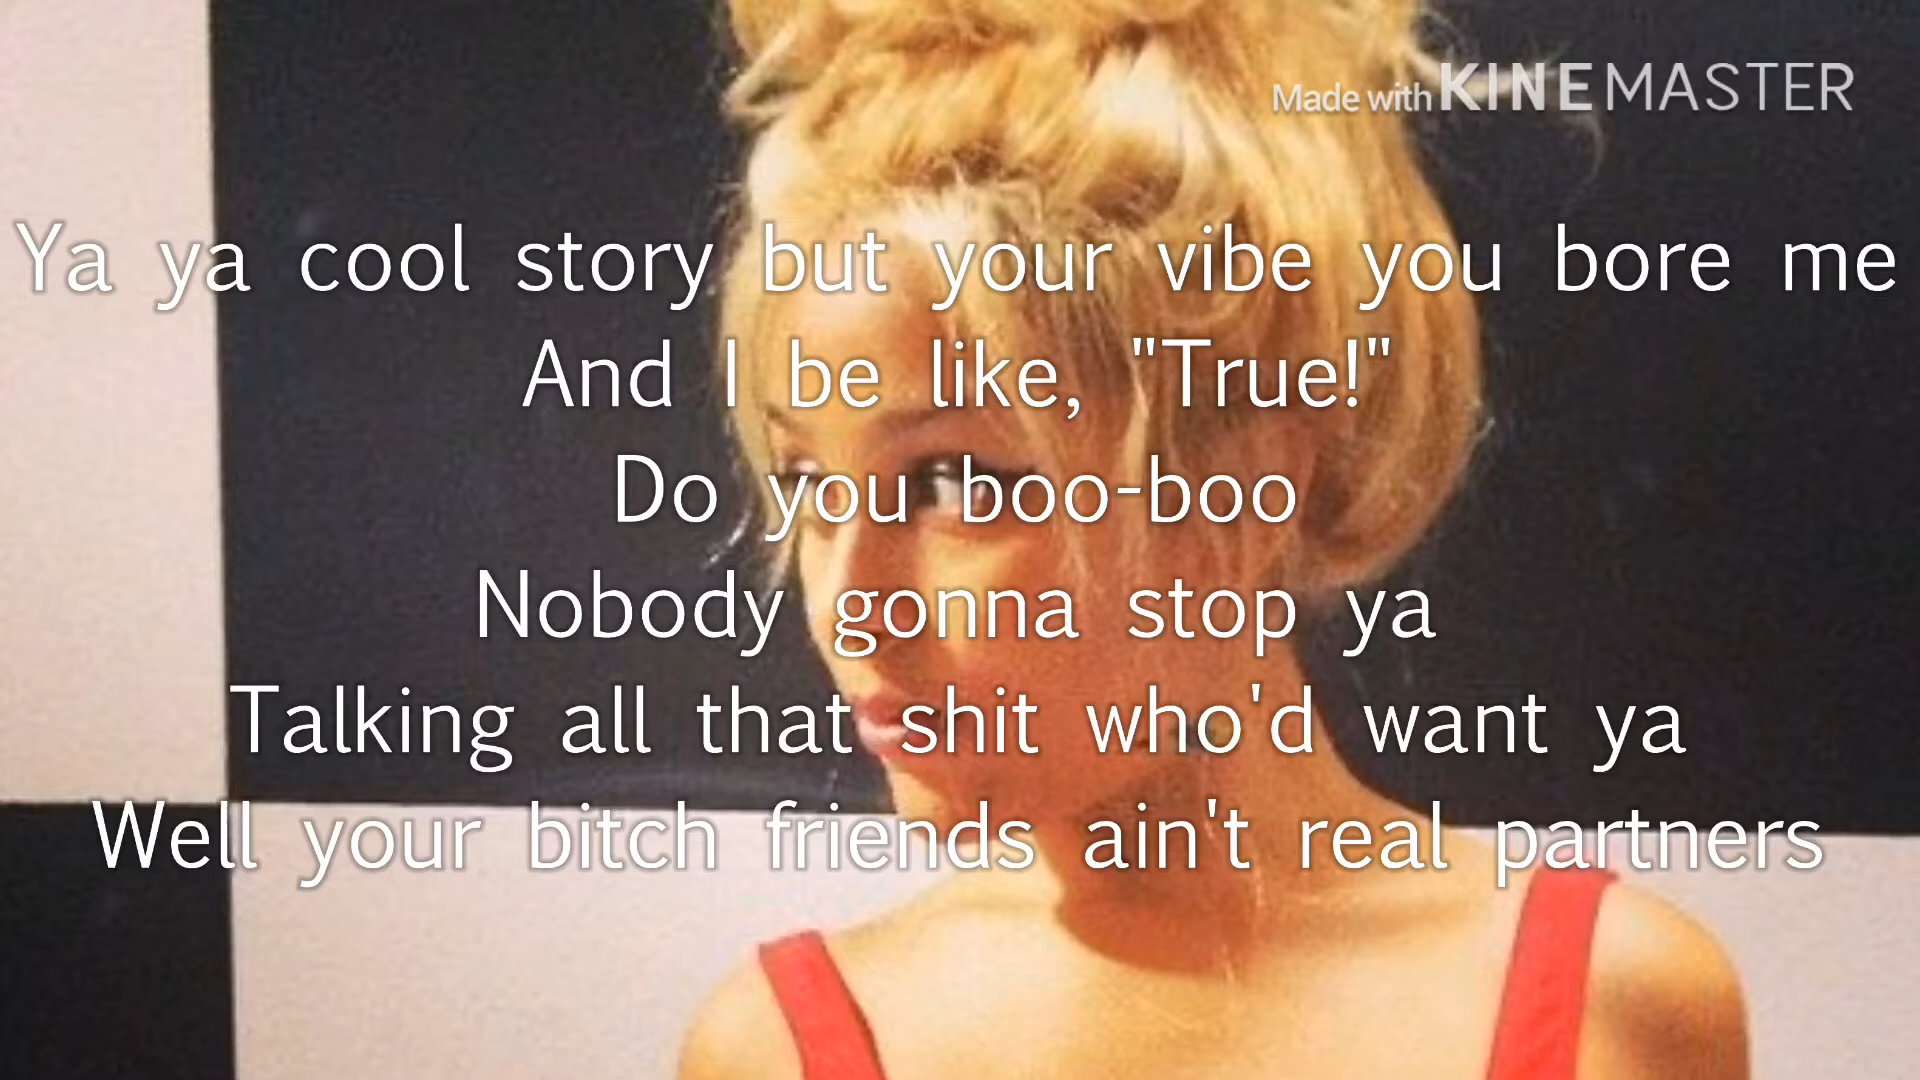 Made with KINEMASTER
Ya ya cool story but your vibe you bore me
And I be like, "True!"
Do you boo-boo
Nobody gonna stop ya
Talking all that shit who'd want ya
Well your bitch friends ain't real partners